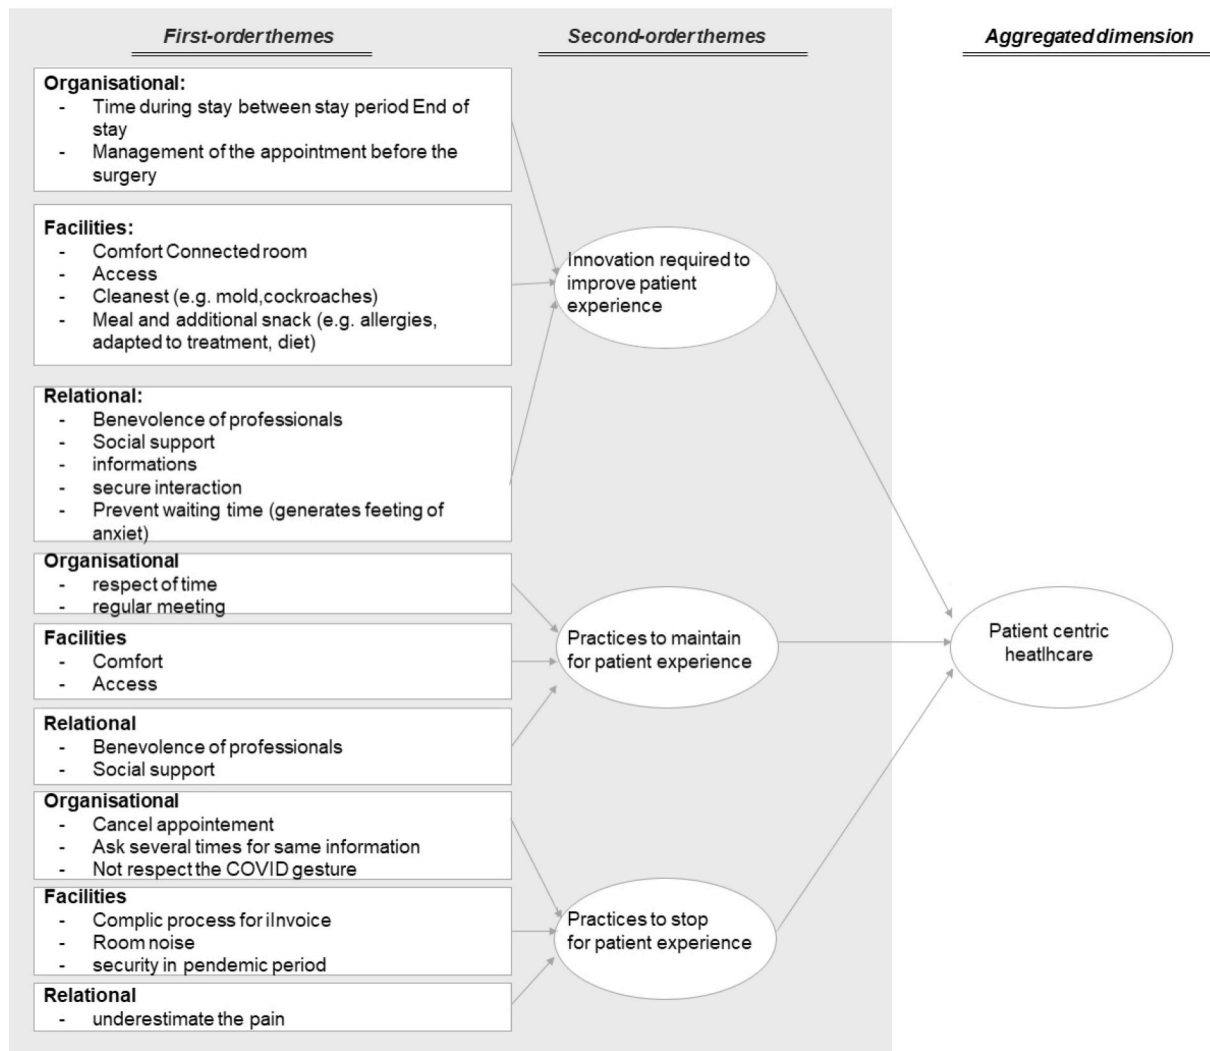 First-order themes
Second-order themes
Aggregated dimension
Organisational:
- Time during stay between stay period End of
stay
- Management of the appointment before the
surgery
Facilities:
- Comfort Connected room
- Access
- Cleanest (e.g. mold,cockroaches)
- Meal and additional snack (e.g. allergies,
adapted to treatment, diet)
Relational:
- Benevolence of professionals
- Social support
- informations
- secure interaction
- Prevent waiting time (generates feeting of
anxiet)
Innovation required to
improve patient
experience
Organisational
- respect of time
- regular meeting
Facilities
- Comfort
- Access
Relational
- Benevolence of professionals
- Social support
Practices to maintain
for patient experience
Organisational
- Cancel appointement
- Ask several times for same information
- Not respect the COVID gesture
Facilities
- Complic process for iInvoice
- Room noise
- security in pendemic period
Relational
- underestimate the pain
Practices to stop
for patient experience
Patient centric
heatlhcare